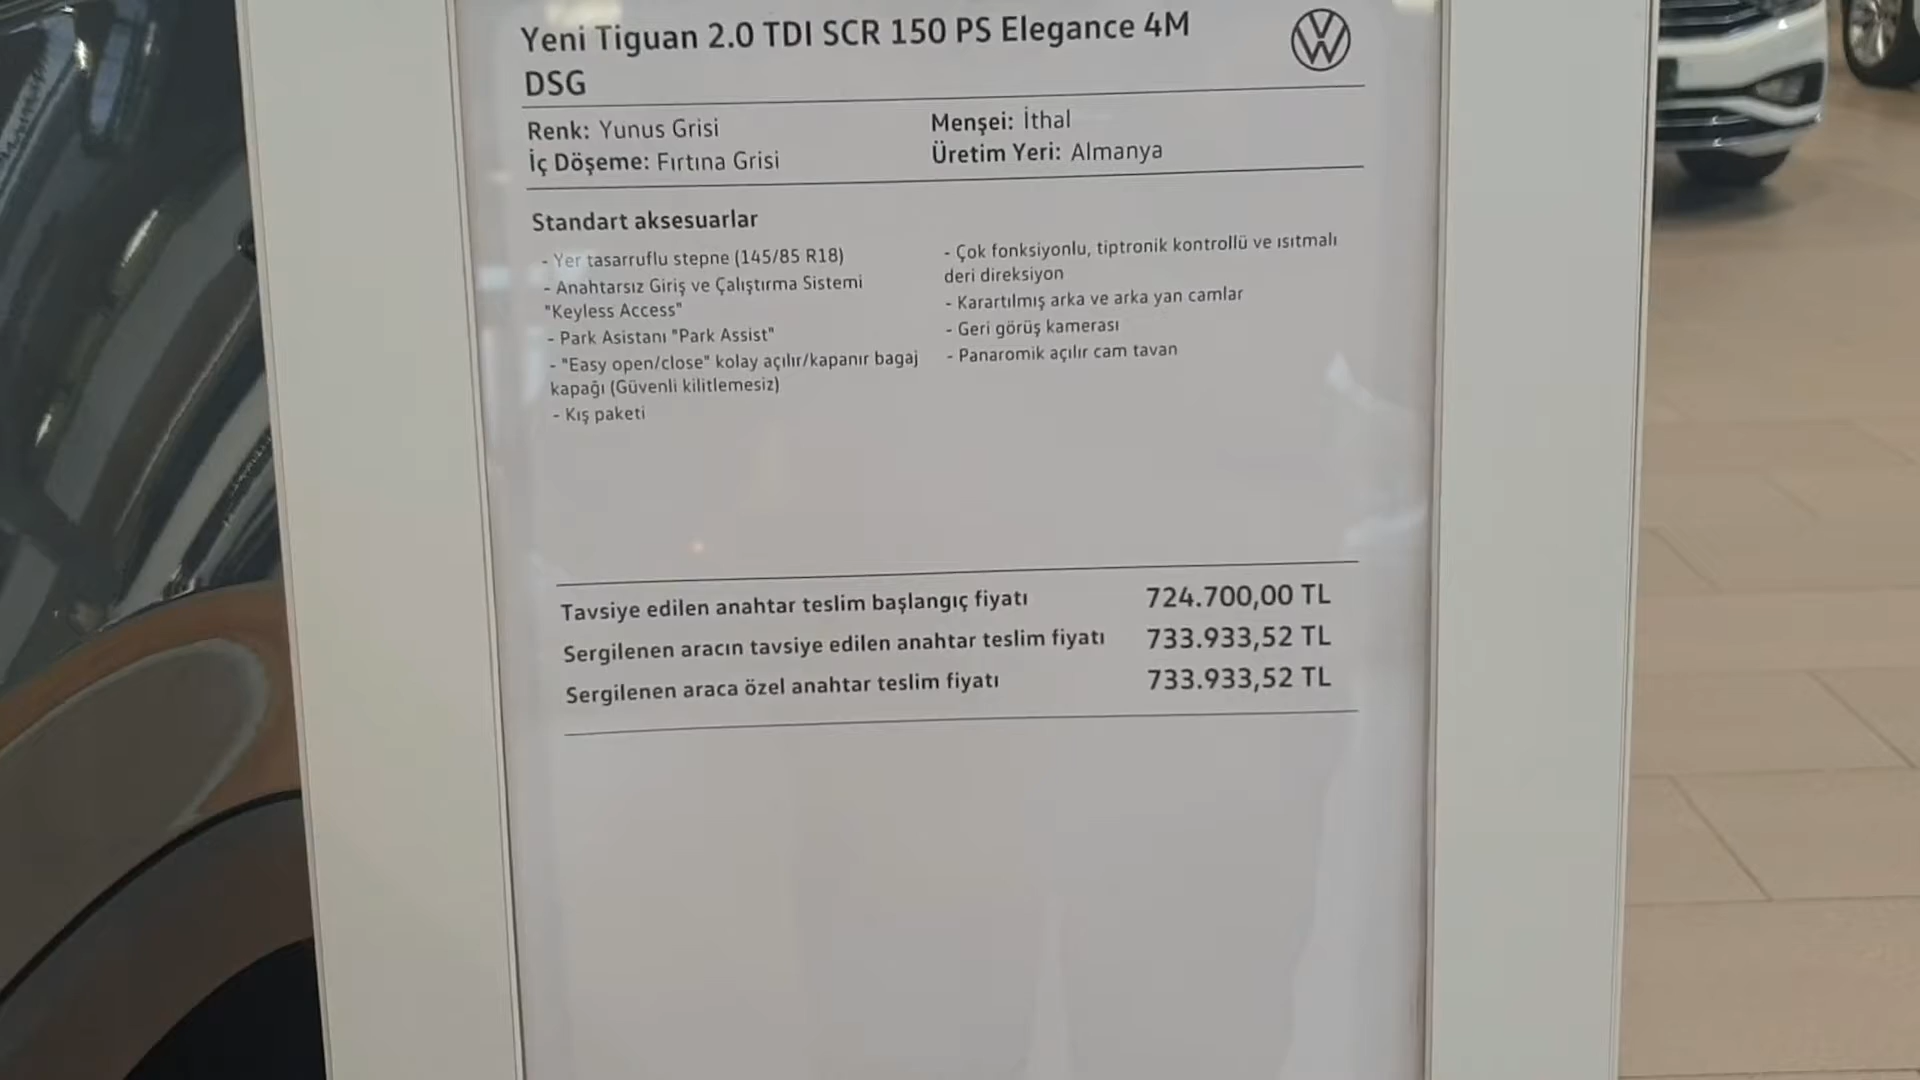 Yeni Tiguan 2.0 TDI SCR 150 PS Elegance 4M
DSG
Renk: Yunus Grisi
İç Döşeme: Fırtına Grisi
Menşei: İthal
Üretim Yeri: Almanya
Standart aksesuarlar
- Yer tasarruflu stepne (145/85 R18)
- Anahtarsız Giriş ve Çalıştırma Sistemi
"Keyless Access"
- Park Asistanı "Park Assist"
- "Easy open/close" kolay açılır/kapanır bagaj
kapağı (Güvenli kilitlemesiz)
- Kış paketi
- Çok fonksiyonlu, tiptronik kontrollü ve ısıtmalı
deri direksiyon
- Karartılmış arka ve arka yan camlar
- Geri görüş kamerası
- Panaromik açılır cam tavan
Tavsiye edilen anahtar teslim başlangıç fiyatı 724.700,00 TL
Sergilenen aracın tavsiye edilen anahtar teslim fiyatı 733.933,52 TL
Sergilenen araca özel anahtar teslim fiyatı 733.933,52 TL